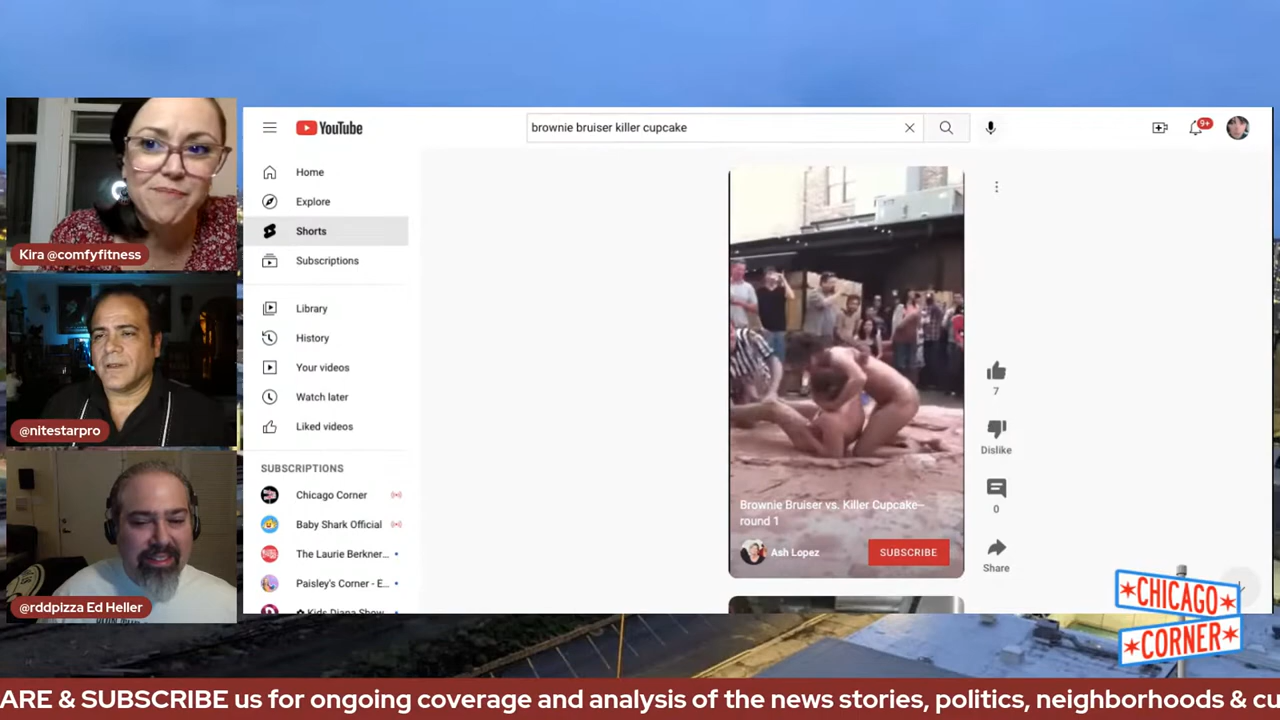 Kira @comfyfitness
@nitestarpro
@rddpizza Ed Heller
YouTube
brownie bruiser killer cupcake
9+
Home
Explore
Shorts
Subscriptions
Library
History
Your videos
Watch later
Liked videos
SUBSCRIPTIONS
Chicago Corner
Baby Shark Official
The Laurie Berkner...
Paisley's Corner - E...
Kids Diana Show
Brownie Bruiser vs. Killer Cupcake--
round 1
Ash Lopez
SUBSCRIBE
7
Dislike
0
Share
CHICAGO
CORNER
ARE & SUBSCRIBE us for ongoing coverage and analysis of the news stories, politics, neighborhoods & cu